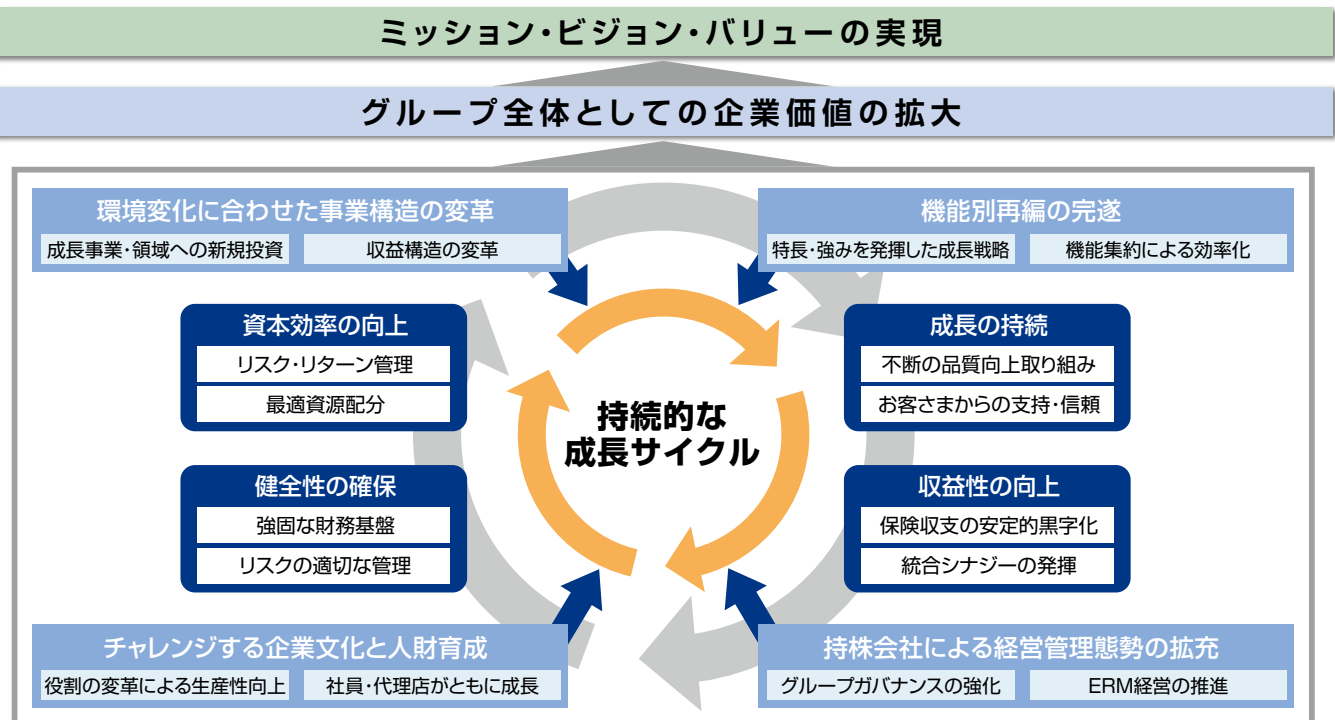 ミッション・ビジョン・バリューの実現
グループ全体としての企業価値の拡大
環境変化に合わせた事業構造の変革
成長事業・領域への新規投資
収益構造の変革
機能別再編の完遂
特長・強みを発揮した成長戦略
機能集約による効率化
資本効率の向上
リスク・リターン管理
最適資源配分
成長の持続
不断の品質向上取り組み
お客さまからの支持・信頼
持続的な
成長サイクル
健全性の確保
強固な財務基盤
リスクの適切な管理
収益性の向上
保険収支の安定的黒字化
統合シナジーの発揮
チャレンジする企業文化と人財育成
役割の変革による生産性向上
社員・代理店がともに成長
持株会社による経営管理態勢の拡充
グループガバナンスの強化
ERM経営の推進